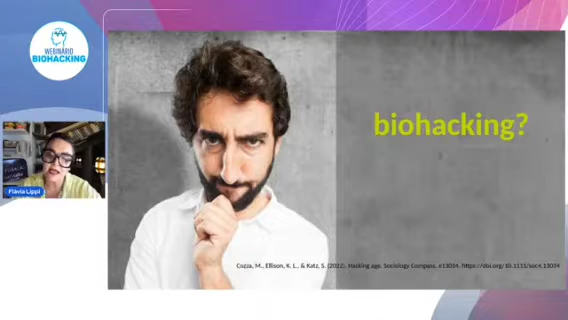 WEBINÁRIO
BIOHACKING
biohacking?
Flávia Lippi
Cozza, M., Ellison, K. L., & Katz, S. (2022). Hacking age. Sociology Compass, e13034. https://doi.org/10.1111/soc4.13034